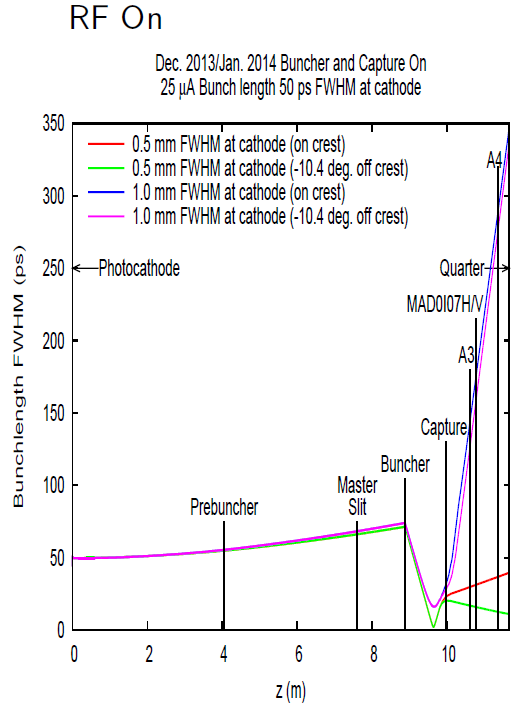 RF On
Dec. 2013/Jan. 2014 Buncher and Capture On
25 μA Bunch length 50 ps FWHM at cathode
350
300
250
200
150
100
50
0
Bunchlength FWHM (ps)
0.5 mm FWHM at cathode (on crest)
0.5 mm FWHM at cathode (-10.4 deg. off crest)
1.0 mm FWHM at cathode (on crest)
1.0 mm FWHM at cathode (-10.4 deg. off crest)
A4
Photocathode
Quarter
MAD0I07H/V
A3
Capture
Buncher
Master
Slit
Prebuncher
0
2
4
6
8
10
z (m)